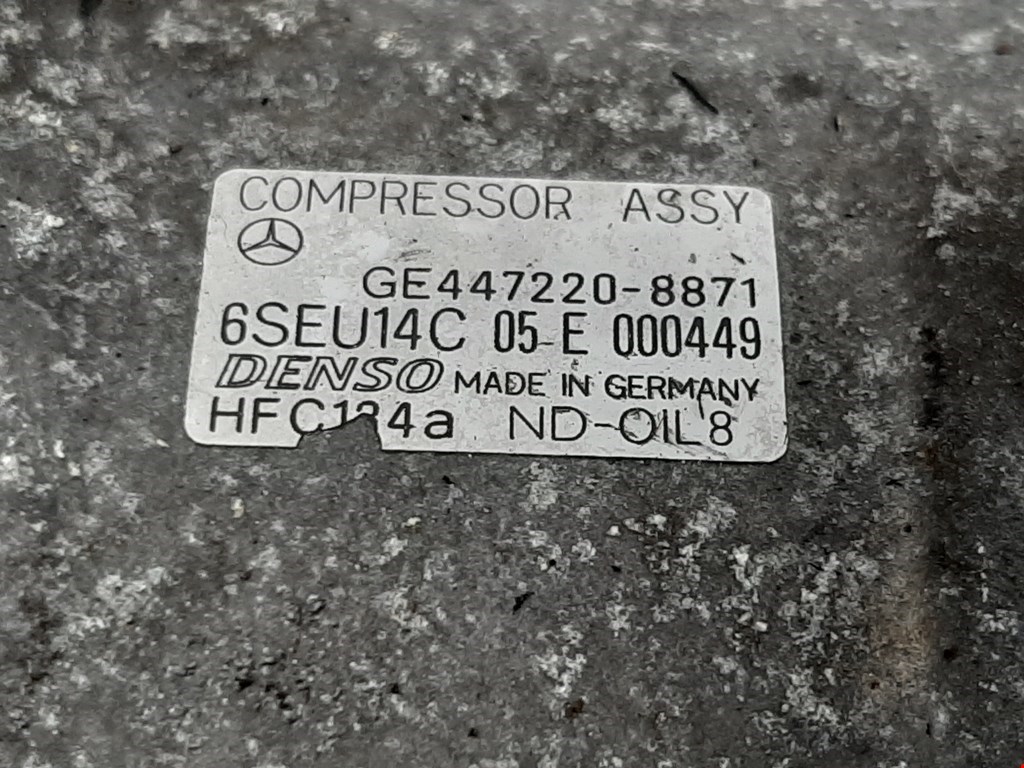 COMPRESSOR ASSY
GE447220-8871
6SEU14C 05 E 000449
DENSO MADE IN GERMANY
HFC134a ND-OIL8